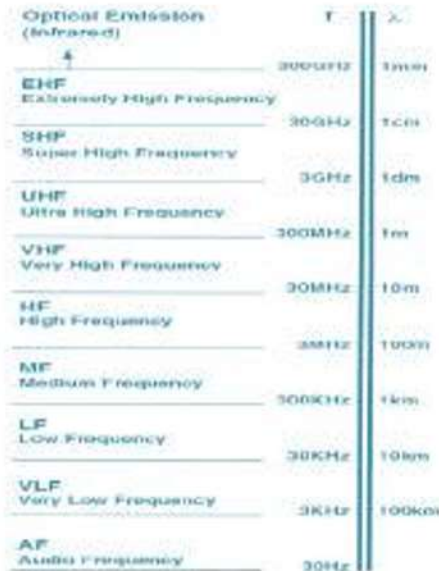 Optical Emission f λ
(Infrared)
300GHz 1mm
EHF
Extremely High Frequency
30GHz 1cm
SHF
Super High Frequency
3GHz 1dm
UHF
Ultra High Frequency
300MHz 1m
VHF
Very High Frequency
30MHz 10m
HF
High Frequency
3MHz 100m
MF
Medium Frequency
300KHz 1km
LF
Low Frequency
30KHz 10km
VLF
Very Low Frequency
3KHz 100km
AF
Audio Frequency
30Hz